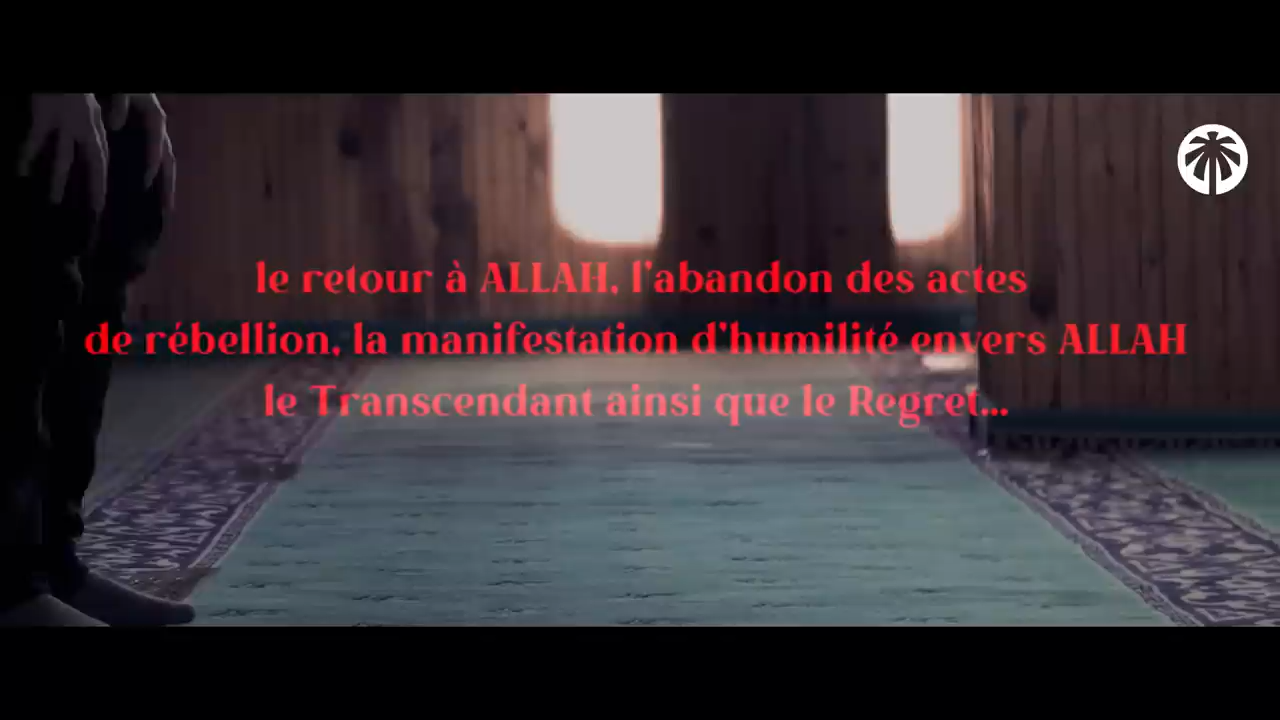 le retour à ALLAH, l'abandon des actes
de rébellion, la manifestation d'humilité envers ALLAH
le Transcendant ainsi que le Regret...